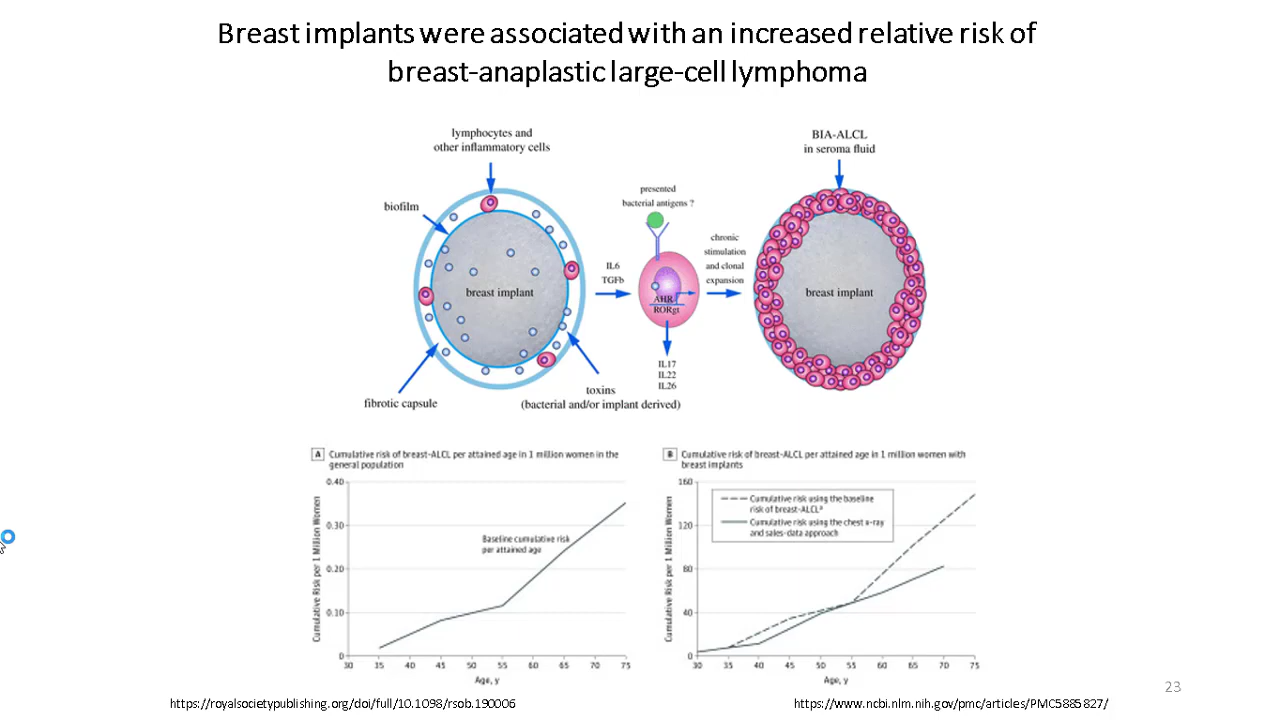 Breast implants were associated with an increased relative risk of
breast-anaplastic large-cell lymphoma
lymphocytes and
other inflammatory cells
biofilm
breast implant
fibrotic capsule
toxins
(bacterial and/or implant derived)
IL6
TGFb
presented
bacterial antigens ?
AHR
RORgt
IL17
IL22
IL26
chronic
stimulation
and clonal
expansion
BIA-ALCL
in seroma fluid
breast implant
A Cumulative risk of breast-ALCL per attained age in 1 million women in the
general population
Cumulative Risk per 1 Million Women
0.40
0.30
0.20
0.10
0
Baseline cumulative risk
per attained age
30 35 40 45 50 55 60 65 70 75
Age, y
B Cumulative risk of breast-ALCL per attained age in 1 million women with
breast implants
Cumulative Risk per 1 Million Women
160
120
80
40
0
Cumulative risk using the baseline
risk of breast-ALCLa
Cumulative risk using the chest x-ray
and sales-data approach
30 35 40 45 50 55 60 65 70 75
Age, y
23
https://royalsocietypublishing.org/doi/full/10.1098/rsob.190006
https://www.ncbi.nlm.nih.gov/pmc/articles/PMC5885827/